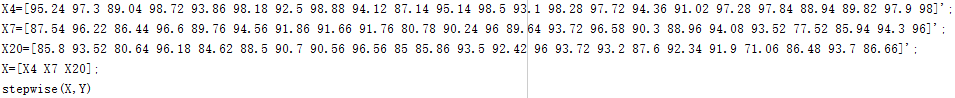 X4=[95.24 97.3 89.04 98.72 93.86 98.18 92.5 98.88 94.12 87.14 95.14 98.5 93.1 98.28 97.72 94.36 91.02 97.28 97.84 88.94 89.82 97.9 98]';
X7=[87.54 96.22 86.44 96.6 89.76 94.56 91.86 91.66 91.76 80.78 90.24 96 89.64 93.72 96.58 90.3 88.96 94.08 93.52 77.52 85.94 94.3 96]';
X20=[85.8 93.52 80.64 96.18 84.62 88.5 90.7 90.56 96.56 85 85.86 93.5 92.42 96 93.72 93.2 87.6 92.34 91.9 71.06 86.48 93.7 86.66]';
X=[X4 X7 X20];
stepwise(X,Y)